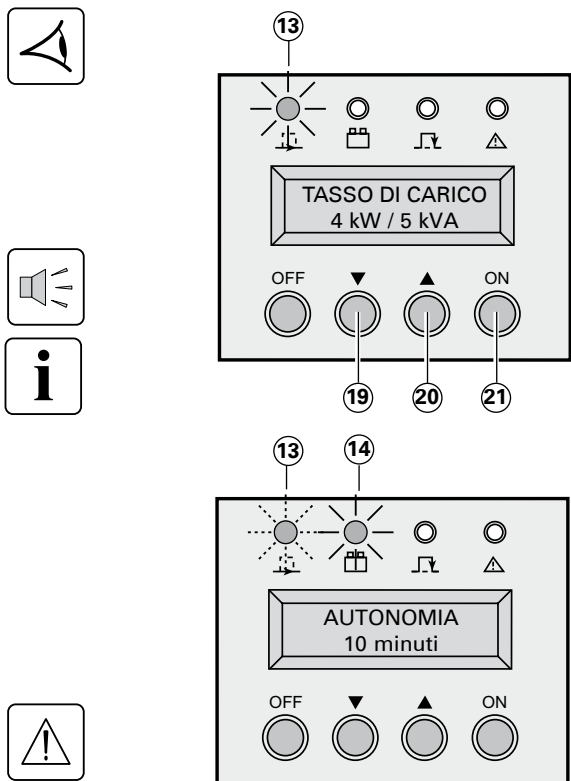 13
TASSO DI CARICO
4 kW / 5 kVA
OFF ON
19 20 21
i
13 14
AUTONOMIA
10 minuti
OFF ON